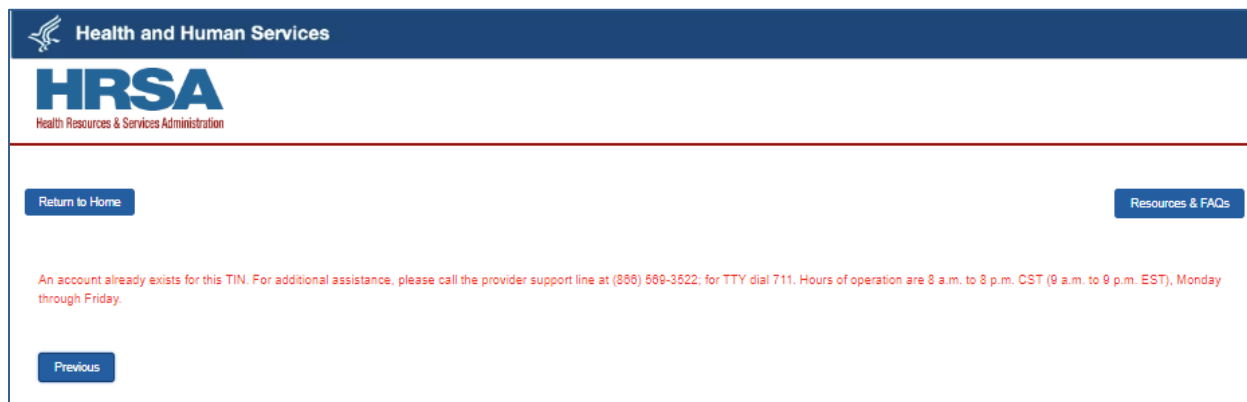 Health and Human Services
HRSA
Health Resources & Services Administration
Return to Home
Resources & FAQs
An account already exists for this TIN. For additional assistance, please call the provider support line at (866) 569-3522; for TTY dial 711. Hours of operation are 8 a.m. to 8 p.m. CST (9 a.m. to 9 p.m. EST), Monday
through Friday.
Previous